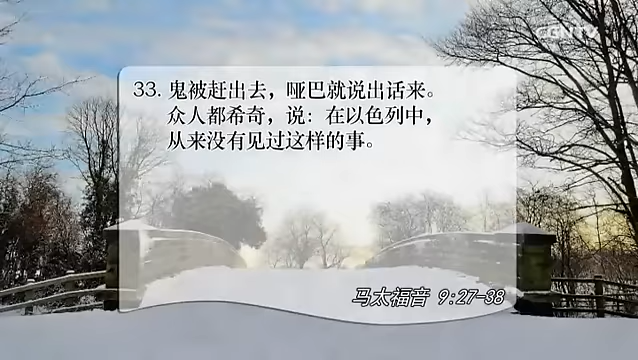 CGNTV
33. 鬼被赶出去，哑巴就说出话来。
众人都希奇，说：在以色列中，
从来没有见过这样的事。
马太福音 9:27-38